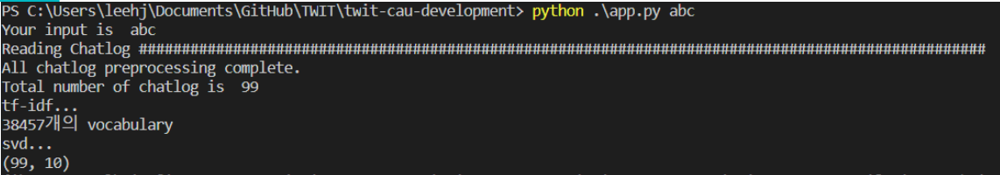 PS C:\Users\leehj\Documents\GitHub\TWIT\twit-cau-development> python .\app.py abc
Your input is  abc
Reading Chatlog ####################################################################################################
All chatlog preprocessing complete.
Total number of chatlog is  99
tf-idf...
38457개의 vocabulary
svd...
(99, 10)